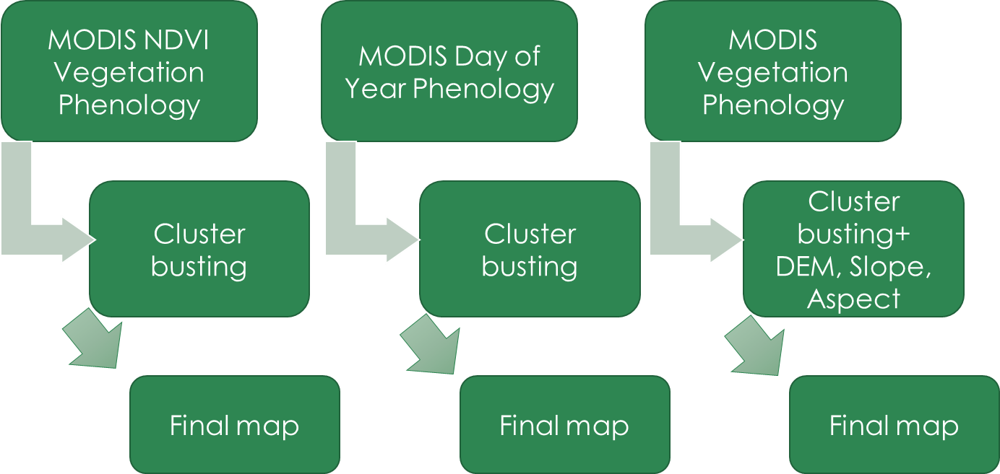 MODIS NDVI
Vegetation
Phenology
MODIS Day of
Year Phenology
MODIS
Vegetation
Phenology
Cluster
busting
Cluster
busting
Cluster
busting+
DEM, Slope,
Aspect
Final map
Final map
Final map